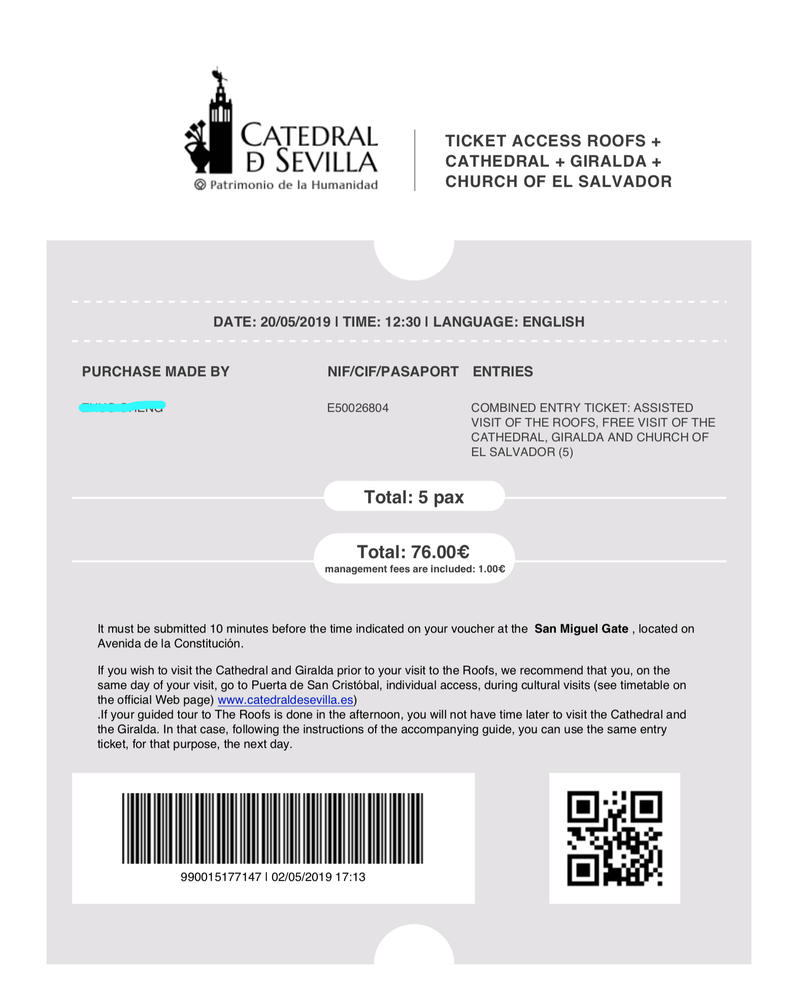 CATEDRAL
D SEVILLA
Patrimonio de la Humanidad
TICKET ACCESS ROOFS +
CATHEDRAL + GIRALDA +
CHURCH OF EL SALVADOR
DATE: 20/05/2019 | TIME: 12:30 | LANGUAGE: ENGLISH
PURCHASE MADE BY NIF/CIF/PASAPORT ENTRIES
E50026804 COMBINED ENTRY TICKET: ASSISTED
VISIT OF THE ROOFS, FREE VISIT OF THE
CATHEDRAL, GIRALDA AND CHURCH OF
EL SALVADOR (5)
Total: 5 pax
Total: 76.00€
management fees are included: 1.00€
It must be submitted 10 minutes before the time indicated on your voucher at the San Miguel Gate , located on
Avenida de la Constitución.
If you wish to visit the Cathedral and Giralda prior to your visit to the Roofs, we recommend that you, on the
same day of your visit, go to Puerta de San Cristóbal, individual access, during cultural visits (see timetable on
the official Web page) www.catedraldesevilla.es)
.If your guided tour to The Roofs is done in the afternoon, you will not have time later to visit the Cathedral and
the Giralda. In that case, following the instructions of the accompanying guide, you can use the same entry
ticket, for that purpose, the next day.
990015177147 | 02/05/2019 17:13